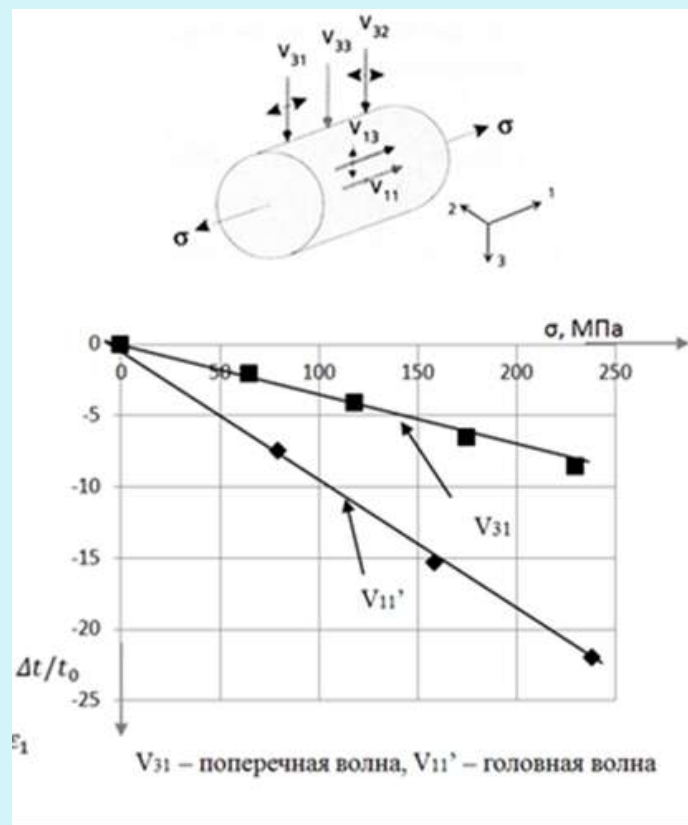 V32
V33
V31
V13
V11
σ
σ
1
2
3
σ, МПа
0
0 50 100 150 200 250
-5
-10
V31
-15
V11’
-20
Δt/t0
-25
ε1
V31 – поперечная волна, V11’ – головная волна